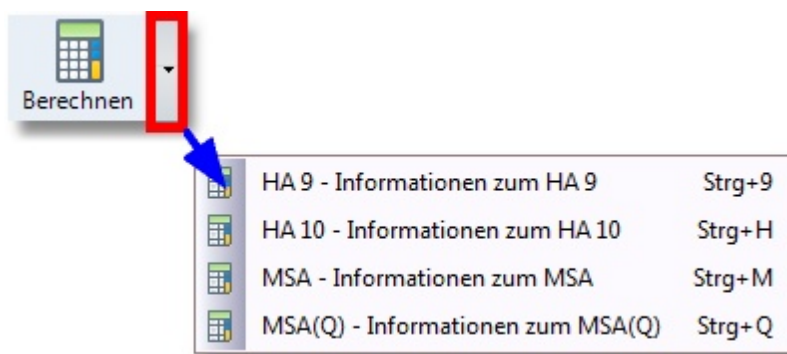 Berechnen
HA 9 - Informationen zum HA 9 Strg+9
HA 10 - Informationen zum HA 10 Strg+H
MSA - Informationen zum MSA Strg+M
MSA(Q) - Informationen zum MSA(Q) Strg+Q